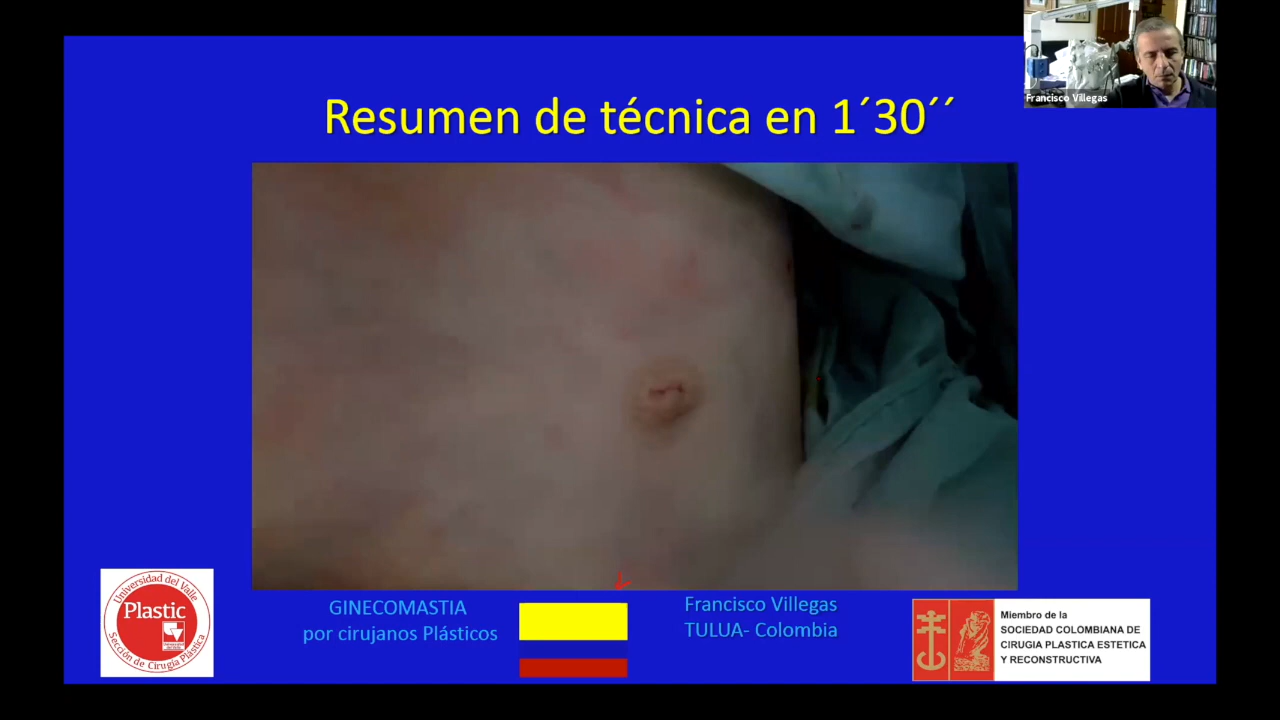 Francisco Villegas
Resumen de técnica en 1´30´´
Universidad del Valle
Plastic
Sección de Cirugía Plástica
GINECOMASTIA
por cirujanos Plásticos
Francisco Villegas
TULUA- Colombia
Miembro de la
SOCIEDAD COLOMBIANA DE
CIRUGIA PLASTICA ESTETICA
Y RECONSTRUCTIVA